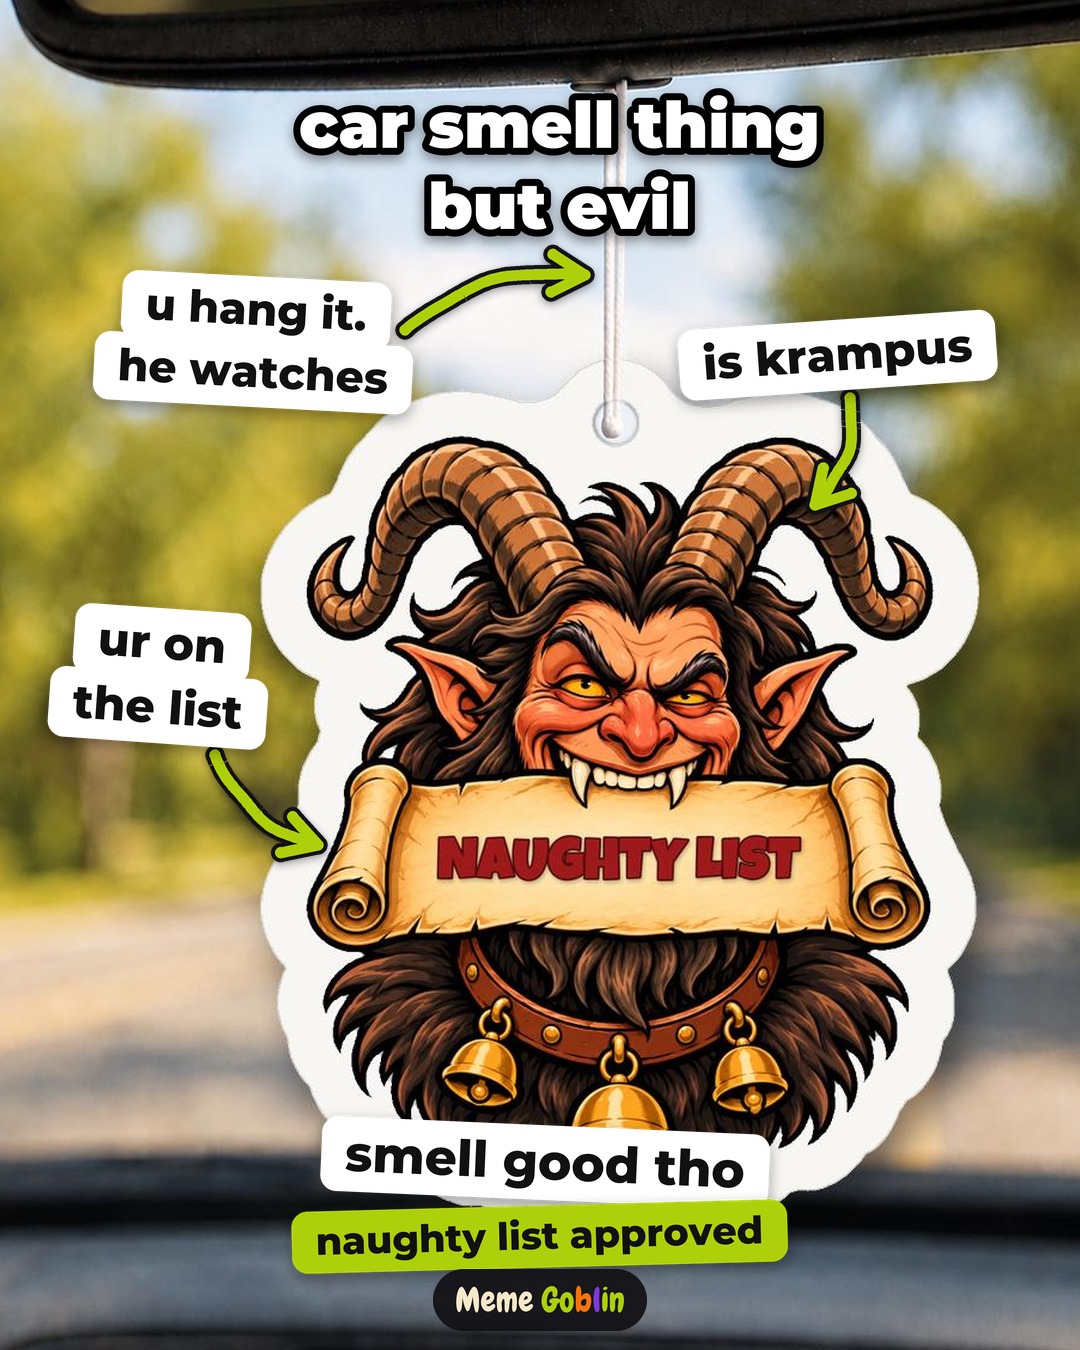 car smell thing
but evil
u hang it.
he watches
is krampus
ur on
the list
NAUGHTY LIST
smell good tho
naughty list approved
Meme Goblin